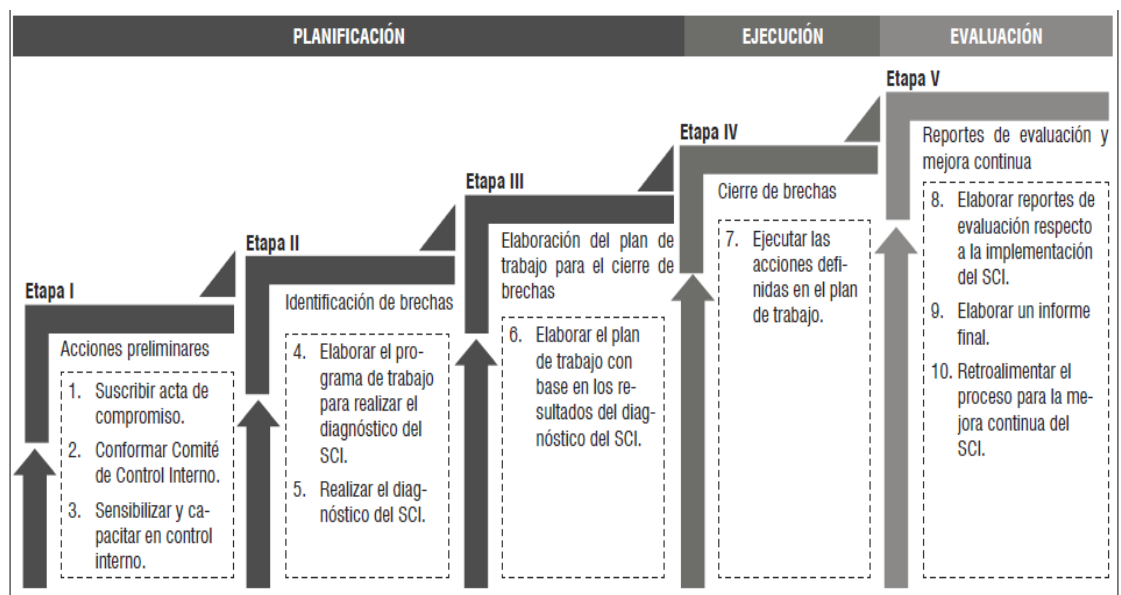 PLANIFICACIÓN
EJECUCIÓN
EVALUACIÓN
Etapa I
Acciones preliminares
1. Suscribir acta de
compromiso.
2. Conformar Comité
de Control Interno.
3. Sensibilizar y ca-
pacitar en control
interno.
Etapa II
Identificación de brechas
4. Elaborar el pro-
grama de trabajo
para realizar el
diagnóstico del
SCI.
5. Realizar el diag-
nóstico del SCI.
Etapa III
Elaboración del plan de
trabajo para el cierre de
brechas
6. Elaborar el plan
de trabajo con
base en los re-
sultados del diag-
nóstico del SCI.
Etapa IV
Cierre de brechas
7. Ejecutar las
acciones defi-
nidas en el plan
de trabajo.
Etapa V
Reportes de evaluación y
mejora continua
8. Elaborar reportes de
evaluación respecto
a la implementación
del SCI.
9. Elaborar un informe
final.
10. Retroalimentar el
proceso para la me-
jora continua del
SCI.